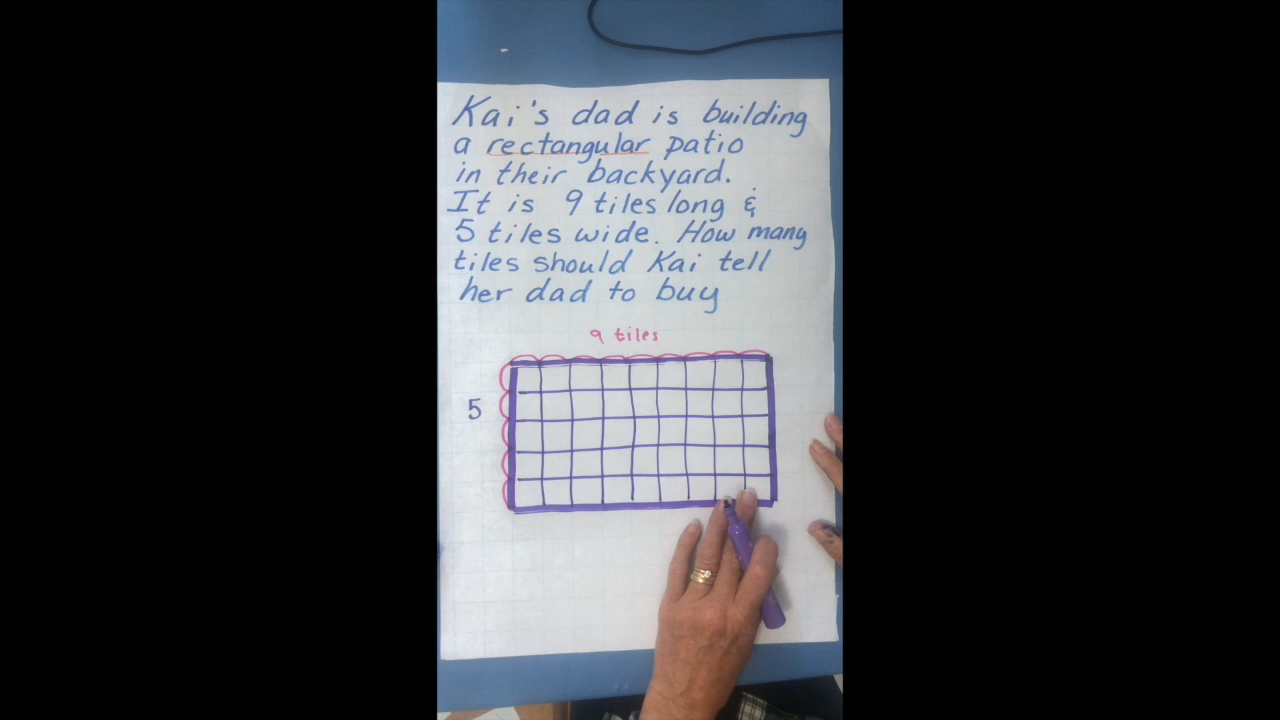 Kai's dad is building
a rectangular patio
in their backyard.
It is 9 tiles long &
5 tiles wide. How many
tiles should Kai tell
her dad to buy
9 tiles
5